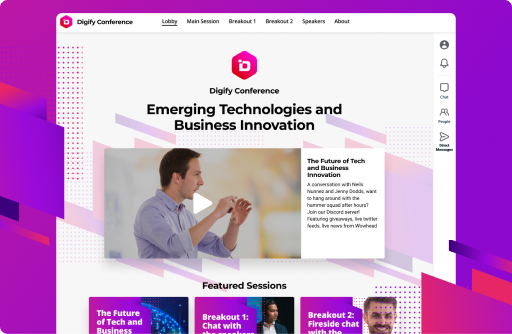 Digify Conference
Lobby Main Session Breakout 1 Breakout 2 Speakers About
Digify Conference
Emerging Technologies and
Business Innovation
Chat
People
Direct
Messages
The Future of Tech
and Business
Innovation
A conversation with Neils
Nunnez and Jenny Dodds, want
to hang around with the
hammer squad after hours?
Join our Discord server!
Featuring giveaways, live twitter
feeds, live news from Wowhead
Featured Sessions
The Future
of Tech and
Business
Breakout 1:
Chat with
Breakout 2:
Fireside chat
with the